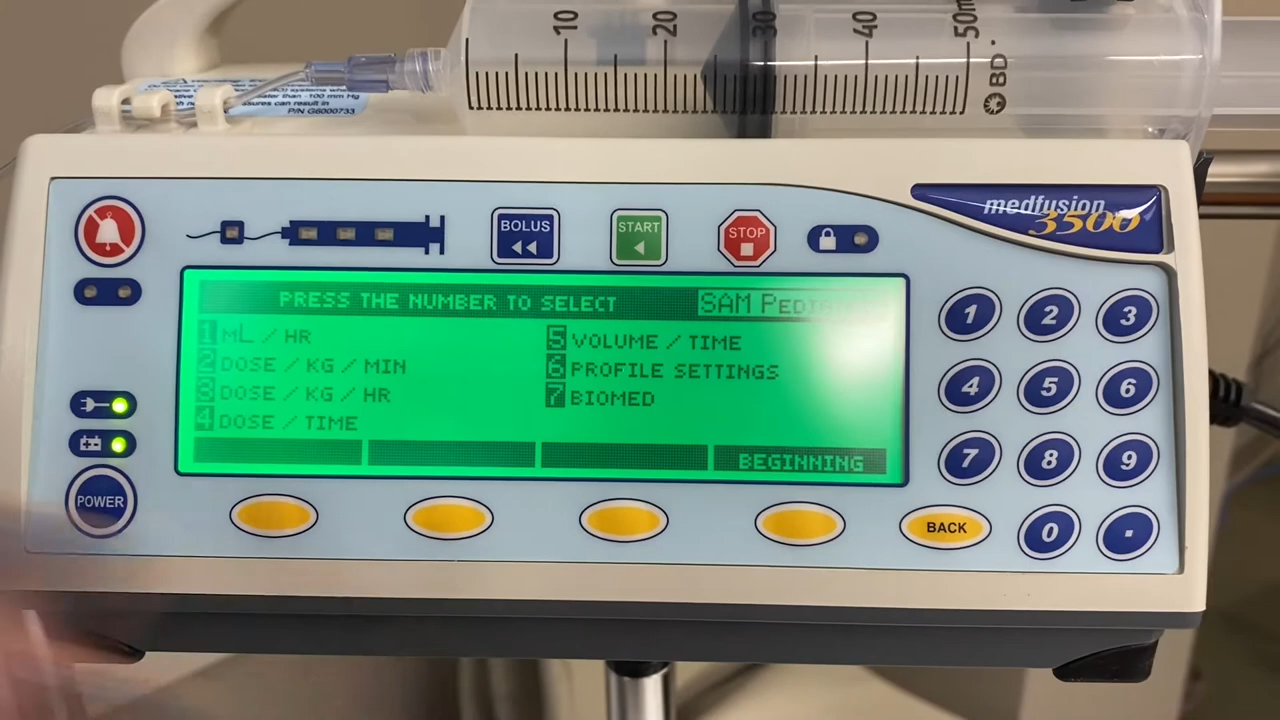 10 20 30 40 50mL
BD
P/N G6000733
medfusion
3500
BOLUS
START
STOP
PRESS THE NUMBER TO SELECT SAM
1 ML / HR
2 DOSE / KG / MIN
3 DOSE / KG / HR
4 DOSE / TIME
5 VOLUME / TIME
6 PROFILE SETTINGS
7 BIOMED
BEGINNING
POWER
BACK
1 2 3
4 5 6
7 8 9
0 .